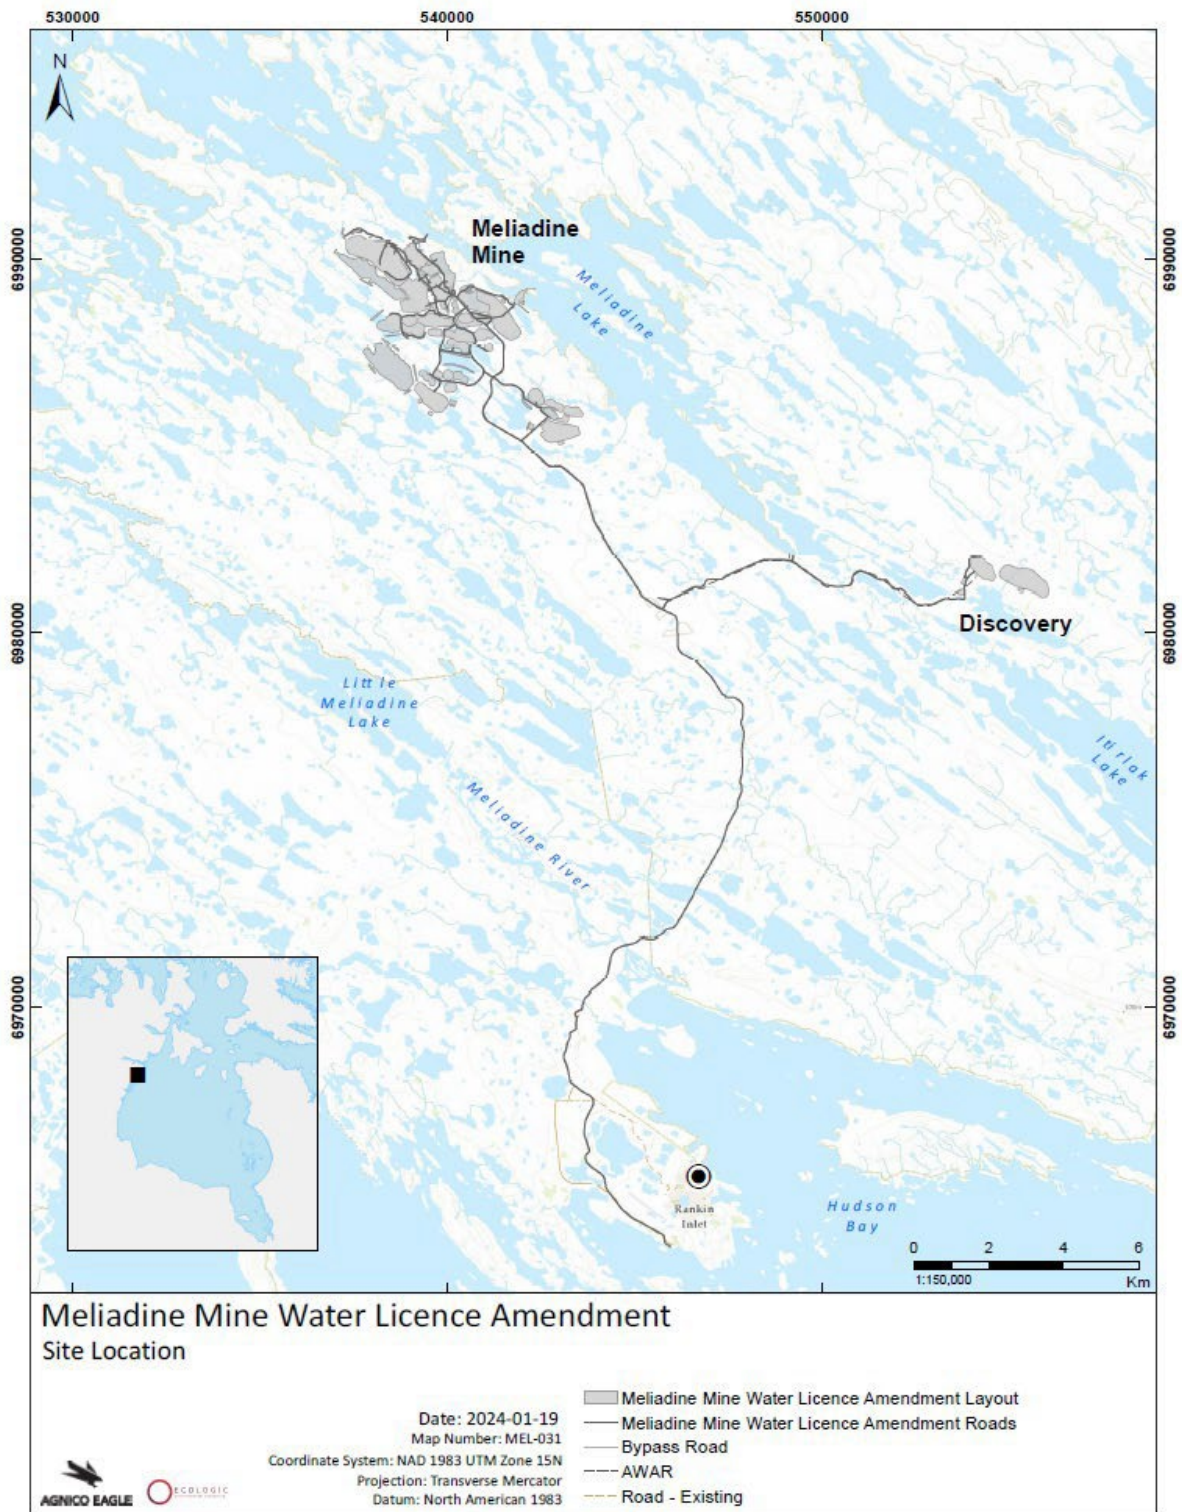 530000
540000
550000
N
6990000
6990000
Meliadine
Mine
Meliadine
Lake
Discovery
6980000
6980000
Little
Meliadine
Lake
Itirlak
Lake
Meliadine River
6970000
6970000
Rankin
Inlet
Hudson
Bay
0 2 4 6
1:150,000 Km
Meliadine Mine Water Licence Amendment
Site Location
Date: 2024-01-19
Map Number: MEL-031
Coordinate System: NAD 1983 UTM Zone 15N
Projection: Transverse Mercator
Datum: North American 1983
Meliadine Mine Water Licence Amendment Layout
Meliadine Mine Water Licence Amendment Roads
Bypass Road
AWAR
Road - Existing
AGNICO EAGLE
ECOLOGIC